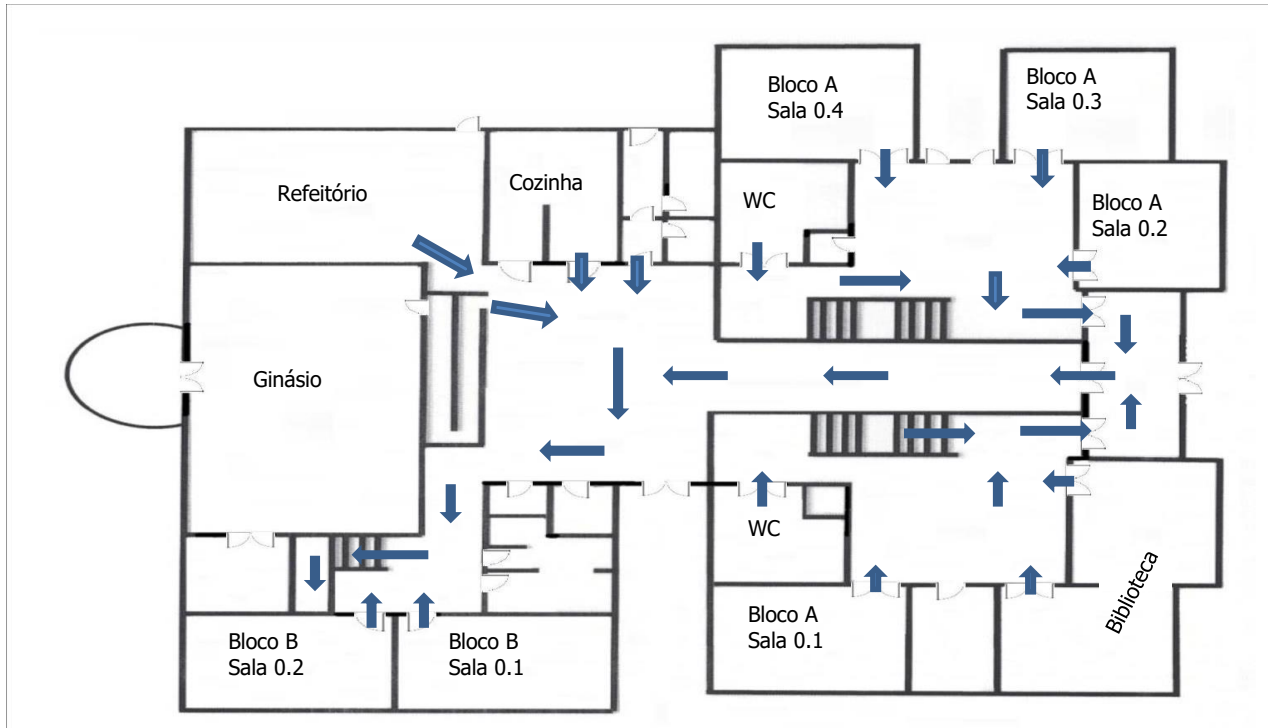 Bloco A
Sala 0.4
Bloco A
Sala 0.3
Refeitório
Cozinha
WC
Bloco A
Sala 0.2
Ginásio
WC
Bloco A
Sala 0.1
Biblioteca
Bloco B
Sala 0.2
Bloco B
Sala 0.1